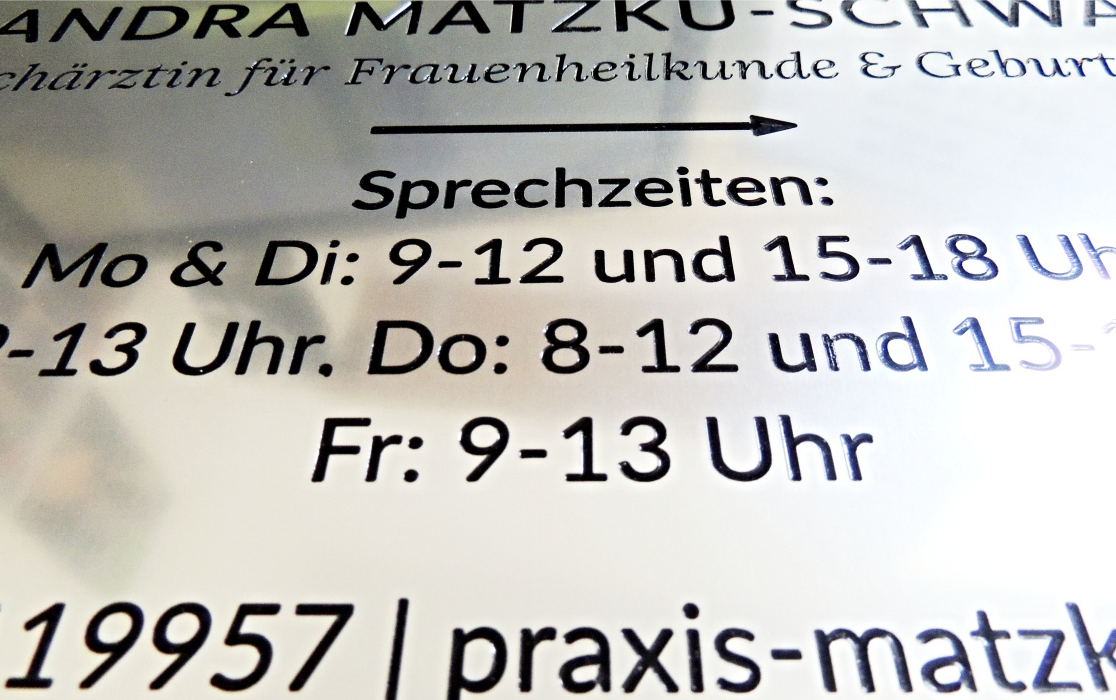 ANDRA MATZKU-SCHWA
chärztin für Frauenheilkunde & Geburt
Sprechzeiten:
Mo & Di: 9-12 und 15-18 Uh
-13 Uhr. Do: 8-12 und 15-
Fr: 9-13 Uhr
19957 | praxis-matzk